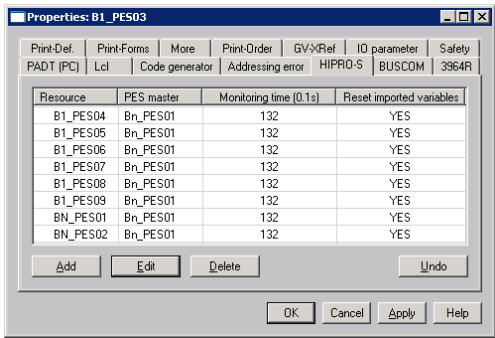 Properties: B1_PES03
Print-Def. Print-Forms More Print-Order GV-XRef IO parameter Safety
PADT (PC) Lcl Code generator Addressing error HIPRO-S BUSCOM 3964R
Resource PES master Monitoring time (0.1s) Reset imported variables
B1_PES04 Bn_PES01 132 YES
B1_PES05 Bn_PES01 132 YES
B1_PES06 Bn_PES01 132 YES
B1_PES07 Bn_PES01 132 YES
B1_PES08 Bn_PES01 132 YES
B1_PES09 Bn_PES01 132 YES
BN_PES01 Bn_PES01 132 YES
BN_PES02 Bn_PES01 132 YES
Add Edit Delete Undo
OK Cancel Apply Help